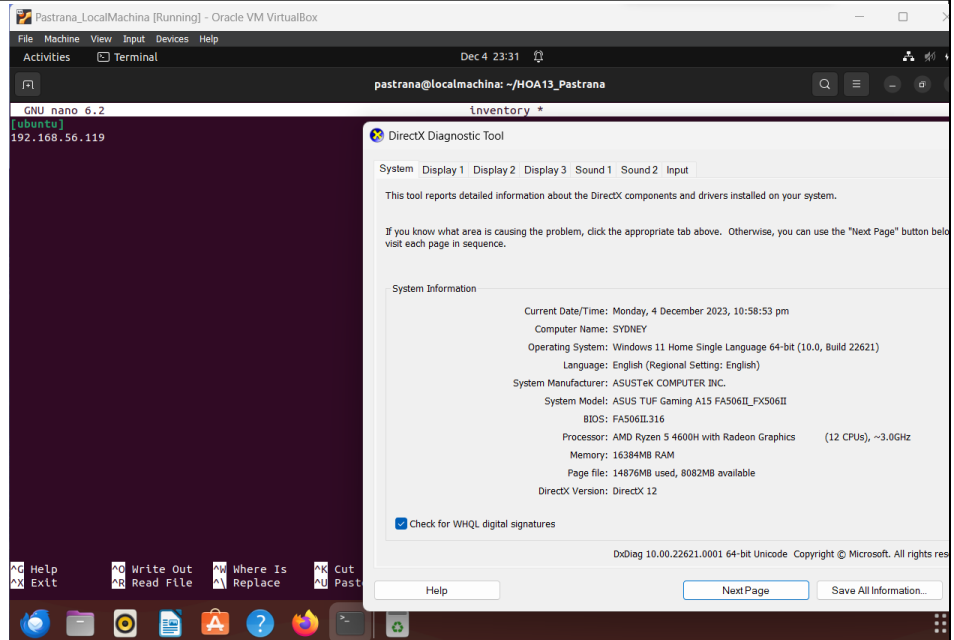 Pastrana_LocalMachina [Running] - Oracle VM VirtualBox
File Machine View Input Devices Help
Activities Terminal Dec 4 23:31
pastrana@localmachina: ~/HOA13_Pastrana
GNU nano 6.2 inventory *
[ubuntu]
192.168.56.119
DirectX Diagnostic Tool
System Display 1 Display 2 Display 3 Sound 1 Sound 2 Input
This tool reports detailed information about the DirectX components and drivers installed on your system.
If you know what area is causing the problem, click the appropriate tab above. Otherwise, you can use the "Next Page" button belo
visit each page in sequence.
System Information
Current Date/Time: Monday, 4 December 2023, 10:58:53 pm
Computer Name: SYDNEY
Operating System: Windows 11 Home Single Language 64-bit (10.0, Build 22621)
Language: English (Regional Setting: English)
System Manufacturer: ASUSTeK COMPUTER INC.
System Model: ASUS TUF Gaming A15 FA506II_FX506II
BIOS: FA506II.316
Processor: AMD Ryzen 5 4600H with Radeon Graphics (12 CPUs), ~3.0GHz
Memory: 16384MB RAM
Page file: 14876MB used, 8082MB available
DirectX Version: DirectX 12
Check for WHQL digital signatures
DxDiag 10.00.22621.0001 64-bit Unicode Copyright © Microsoft. All rights res
Help Next Page Save All Information...
^G Help ^O Write Out ^W Where Is ^K Cut
^X Exit ^R Read File ^\ Replace ^U Past